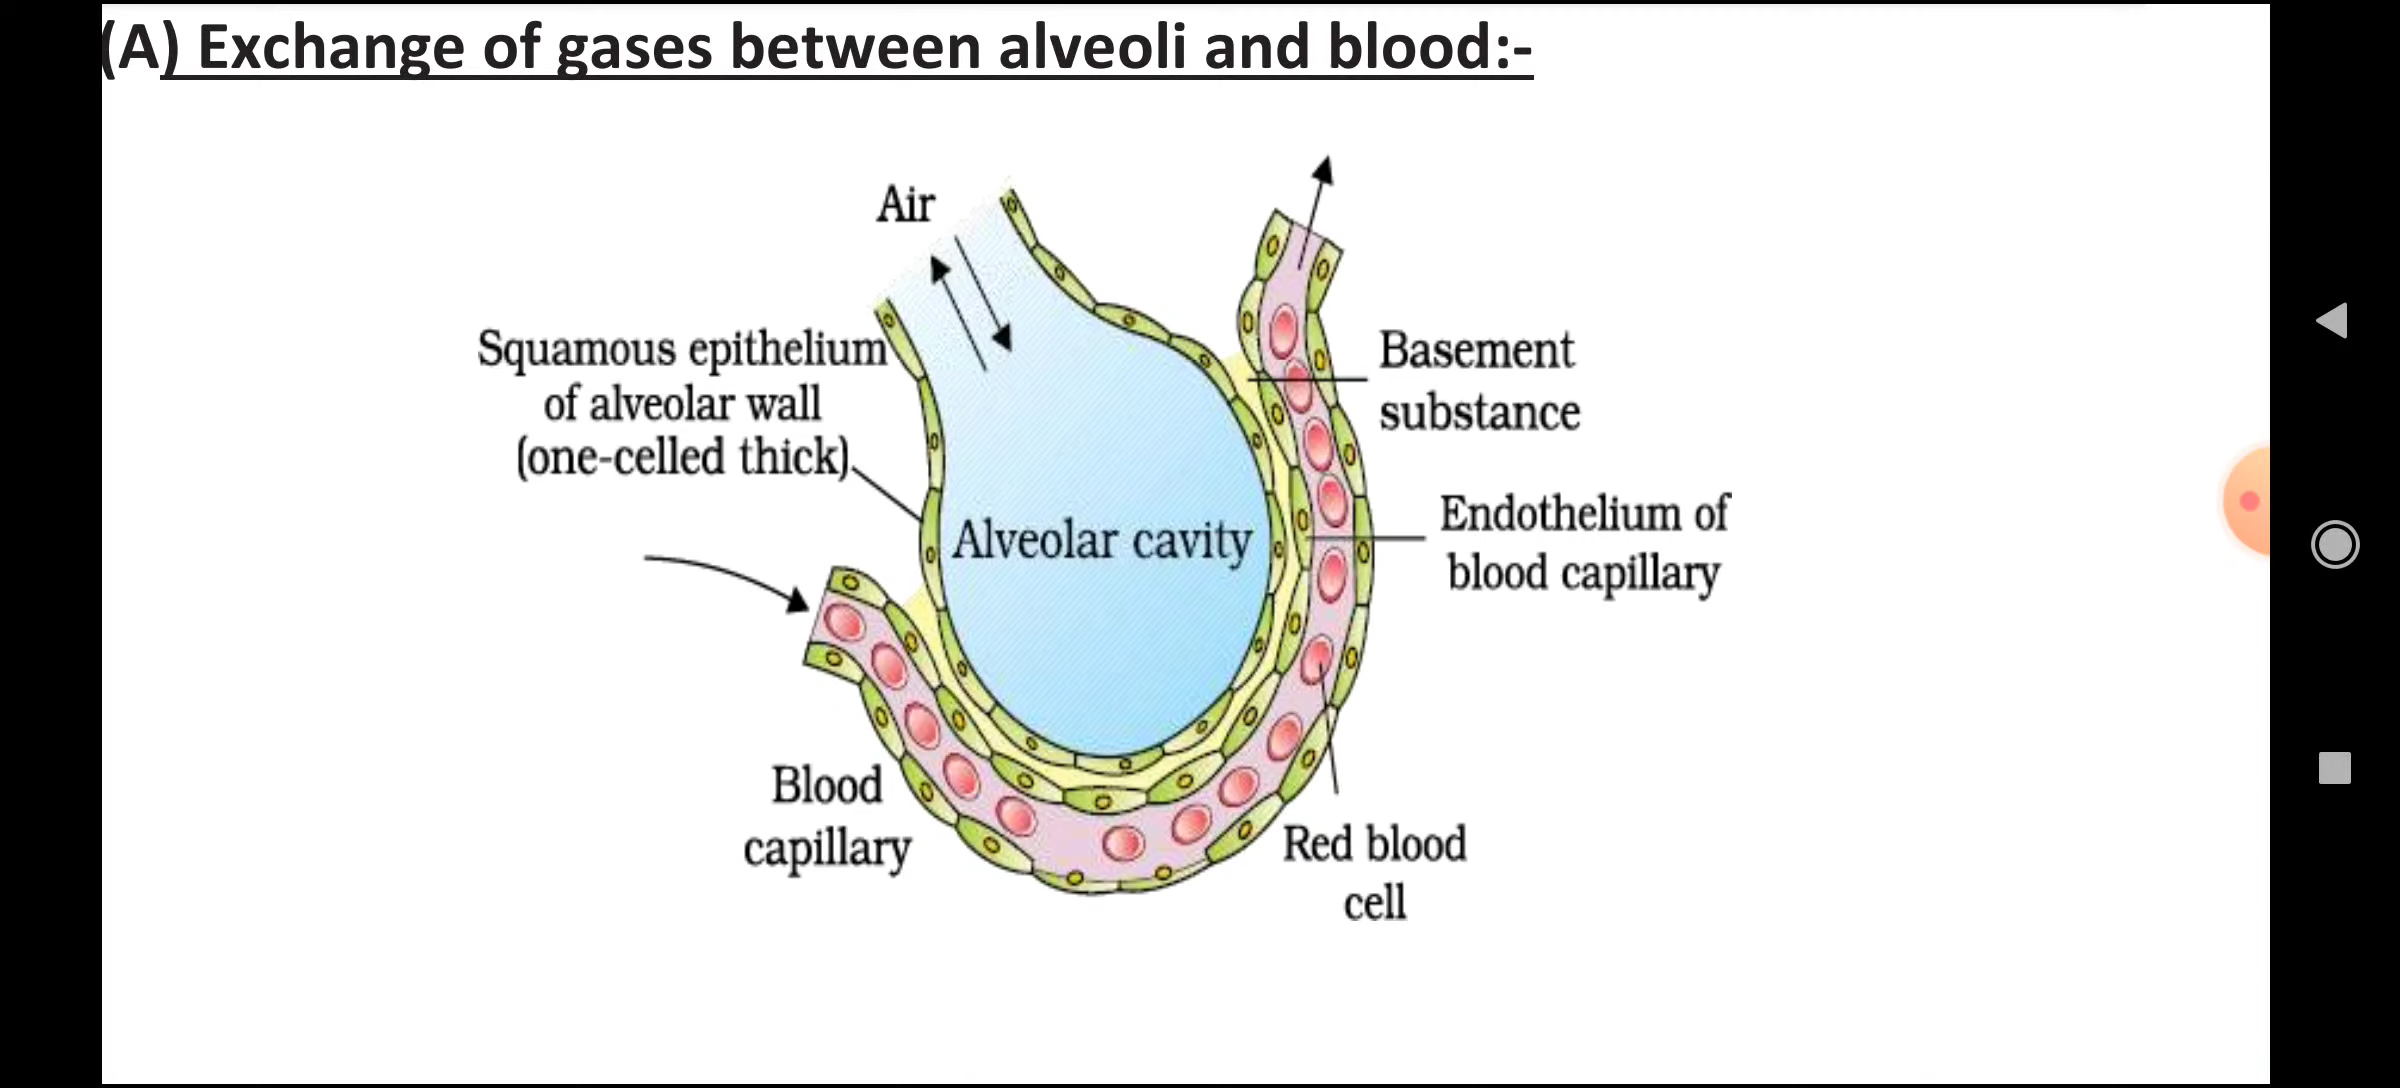 (A) Exchange of gases between alveoli and blood:-
Air
Squamous epithelium
of alveolar wall
(one-celled thick)
Basement
substance
Alveolar cavity
Endothelium of
blood capillary
Blood
capillary
Red blood
cell